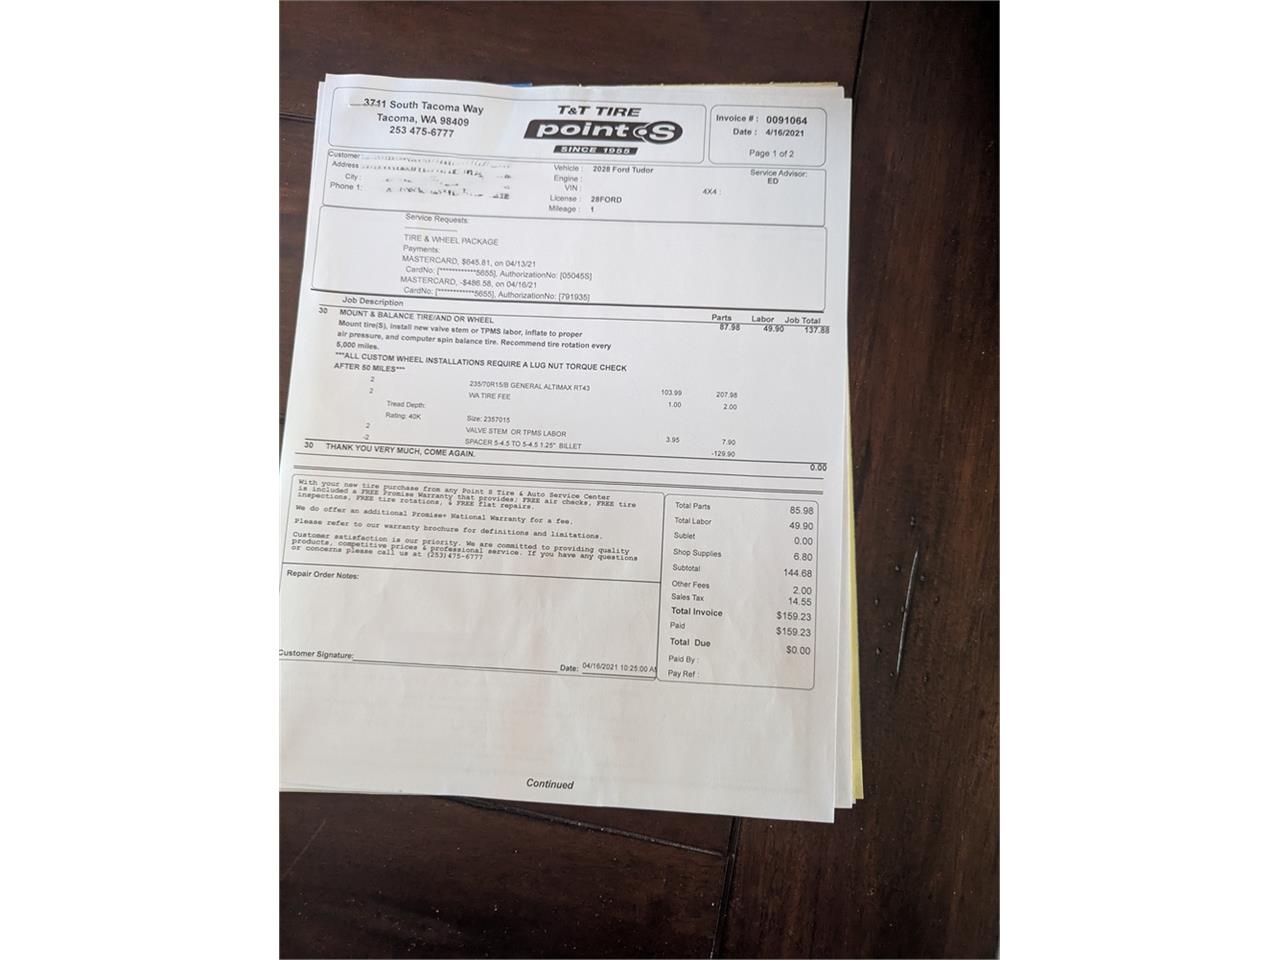 3711 South Tacoma Way
Tacoma, WA 98409
253 475-6777
T&T TIRE
point S
SINCE 1955
Invoice # : 0091064
Date : 4/16/2021
Page 1 of 2
Customer
Address
City :
Phone 1:
Vehicle : 2028 Ford Tudor
Engine :
VIN :
License : 28FORD
Mileage : 1
4X4 :
Service Advisor:
ED
Service Requests:
TIRE & WHEEL PACKAGE
Payments:
MASTERCARD, $645.81, on 04/13/21
CardNo: [************5655], AuthorizationNo: [05045S]
MASTERCARD, -$486.58, on 04/16/21
CardNo: [************5655], AuthorizationNo: [791935]
Job Description Parts Labor Job Total
30 MOUNT & BALANCE TIRE/AND OR WHEEL 87.98 49.90 137.88
Mount tire(S), install new valve stem or TPMS labor, inflate to proper
air pressure, and computer spin balance tire. Recommend tire rotation every
5,000 miles.
***ALL CUSTOM WHEEL INSTALLATIONS REQUIRE A LUG NUT TORQUE CHECK
AFTER 50 MILES***
2 235/70R15/B GENERAL ALTIMAX RT43 103.99 207.98
2 WA TIRE FEE 1.00 2.00
Tread Depth:
Rating: 40K Size: 2357015
2 VALVE STEM OR TPMS LABOR 3.95 7.90
-2 SPACER 5-4.5 TO 5-4.5 1.25" BILLET -129.90
30 THANK YOU VERY MUCH, COME AGAIN. 0.00
With your new tire purchase from any Point S Tire & Auto Service Center
is included a FREE Promise Warranty that provides; FREE air checks, FREE tire
inspections, FREE tire rotations, & FREE flat repairs.
We do offer an additional Promise+ National Warranty for a fee.
Please refer to our warranty brochure for definitions and limitations.
Customer satisfaction is our priority. We are committed to providing quality
products, competitive prices & professional service. If you have any questions
or concerns please call us at (253)475-6777
Total Parts 85.98
Total Labor 49.90
Sublet 0.00
Shop Supplies 6.80
Subtotal 144.68
Other Fees 2.00
Sales Tax 14.55
Total Invoice $159.23
Paid $159.23
Total Due $0.00
Paid By :
Pay Ref :
Repair Order Notes:
Customer Signature: Date: 04/16/2021 10:25:00 AM
Continued